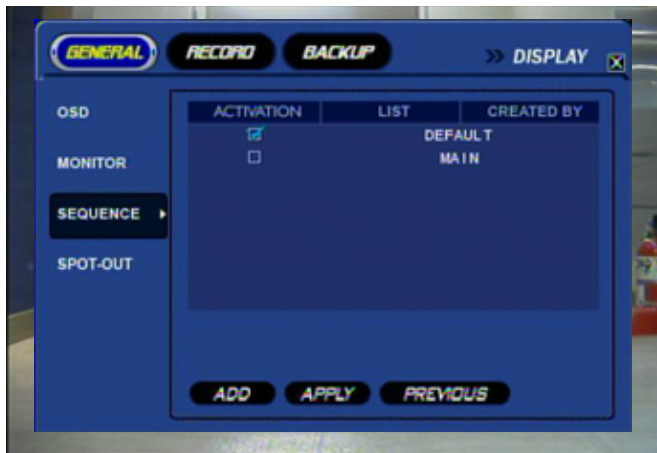 GENERAL RECORD BACKUP DISPLAY
OSD
MONITOR
SEQUENCE
SPOT-OUT
ACTIVATION LIST CREATED BY
DEFAULT
MAIN
ADD APPLY PREVIOUS